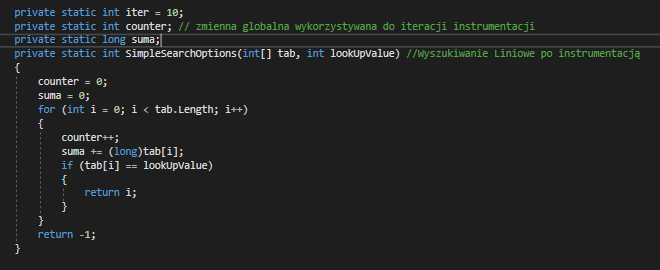 private static int iter = 10;
private static int counter; // zmienna globalna wykorzystywana do iteracji instrumentacji
private static long suma;
private static int SimpleSearchOptions(int[] tab, int lookUpValue) //Wyszukiwanie Liniowe po instrumentacją
{
counter = 0;
suma = 0;
for (int i = 0; i < tab.Length; i++)
{
counter++;
suma += (long)tab[i];
if (tab[i] == lookUpValue)
{
return i;
}
}
return -1;
}